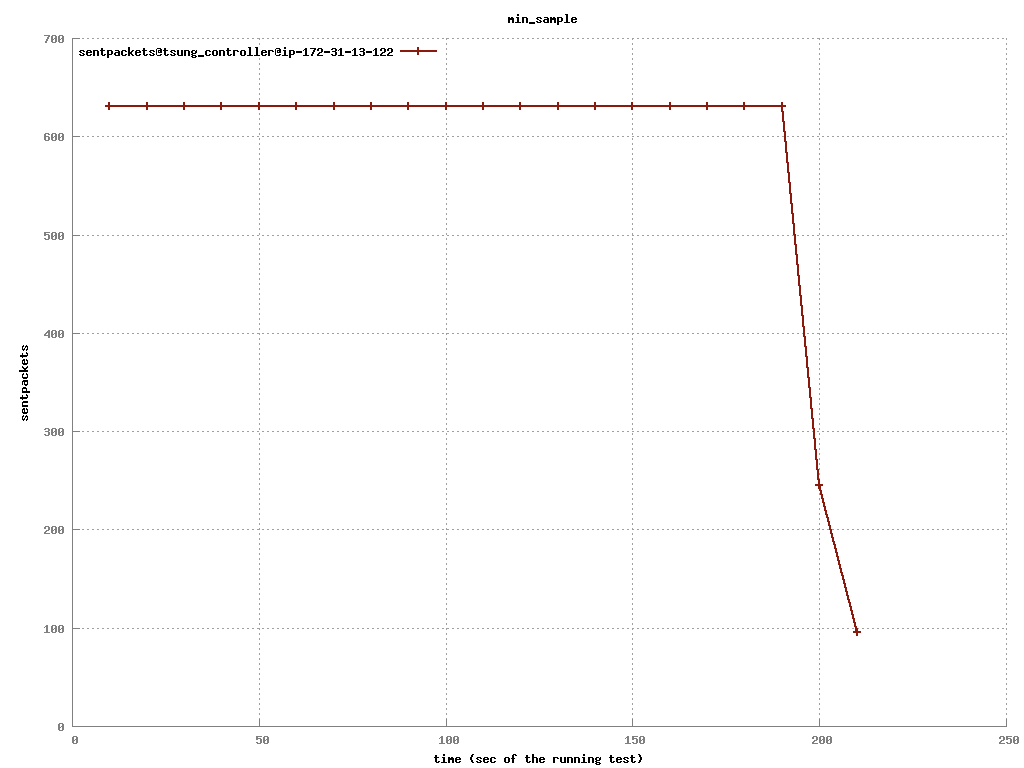 min_sample
700
sentpackets@tsung_controller@ip-172-31-13-122
600
500
400
300
200
100
0
sentpackets
0 50 100 150 200 250
time (sec of the running test)